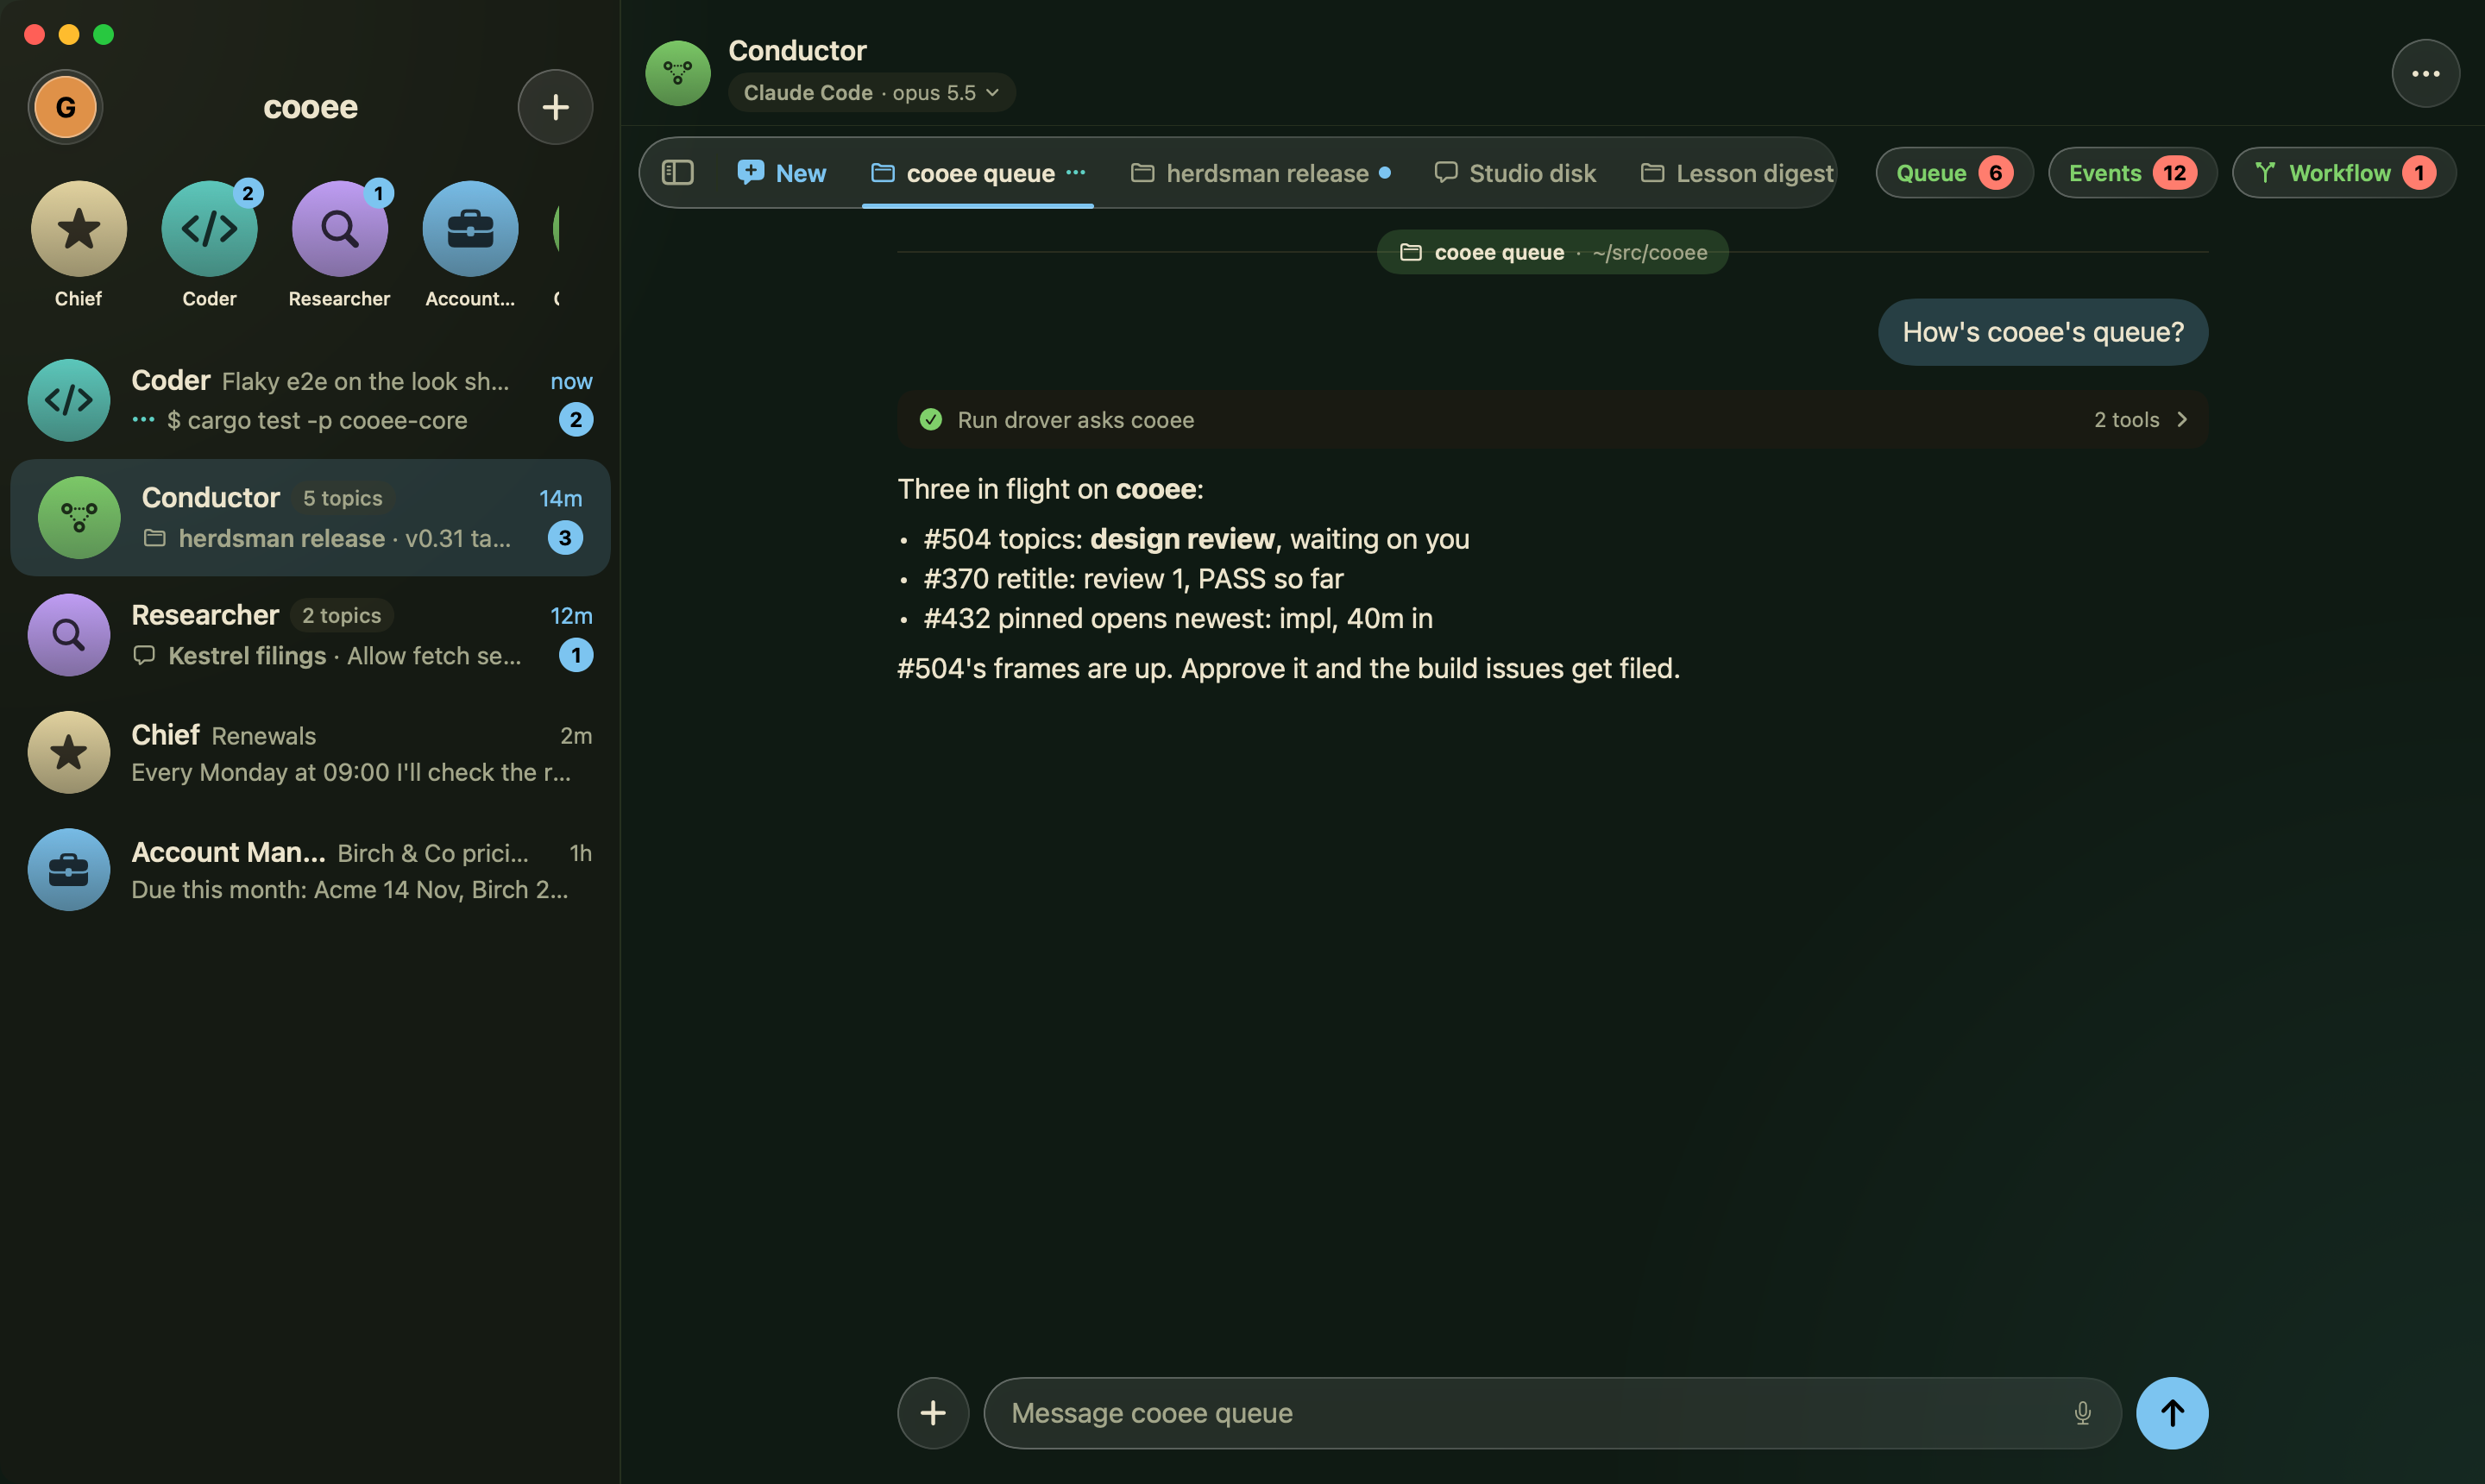 G
cooee
Chief
2
Coder
1
Researcher
Account...
Coder Flaky e2e on the look sh... now
··· $ cargo test -p cooee-core 2
Conductor 5 topics 14m
herdsman release · v0.31 ta... 3
Researcher 2 topics 12m
Kestrel filings · Allow fetch se... 1
Chief Renewals 2m
Every Monday at 09:00 I'll check the r...
Account Man... Birch & Co prici... 1h
Due this month: Acme 14 Nov, Birch 2...
Conductor
Claude Code · opus 5.5
New
cooee queue ···
herdsman release
Studio disk
Lesson digest
Queue 6
Events 12
Workflow 1
cooee queue · ~/src/cooee
How's cooee's queue?
Run drover asks cooee 2 tools
Three in flight on cooee:
• #504 topics: design review, waiting on you
• #370 retitle: review 1, PASS so far
• #432 pinned opens newest: impl, 40m in
#504's frames are up. Approve it and the build issues get filed.
Message cooee queue